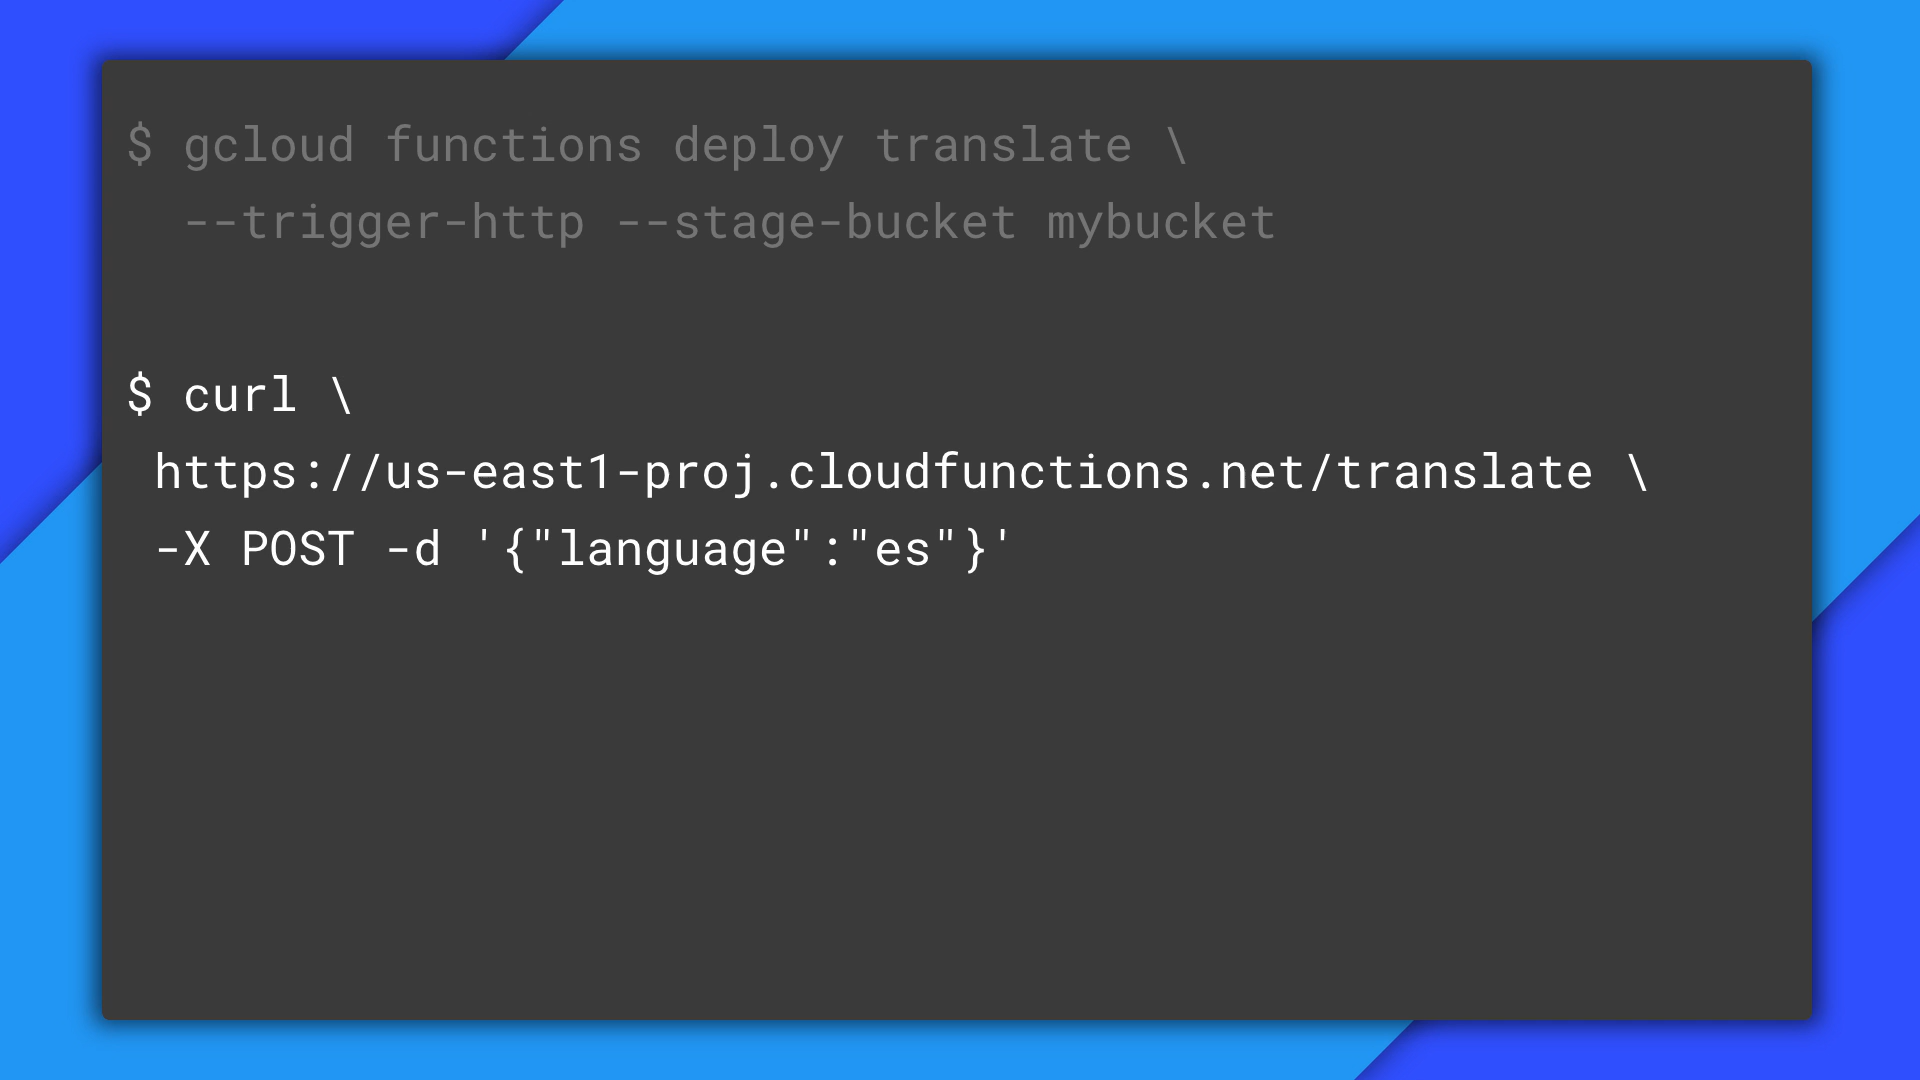 $ gcloud functions deploy translate \
--trigger-http --stage-bucket mybucket
$ curl \
https://us-east1-proj.cloudfunctions.net/translate \
-X POST -d '{"language":"es"}'